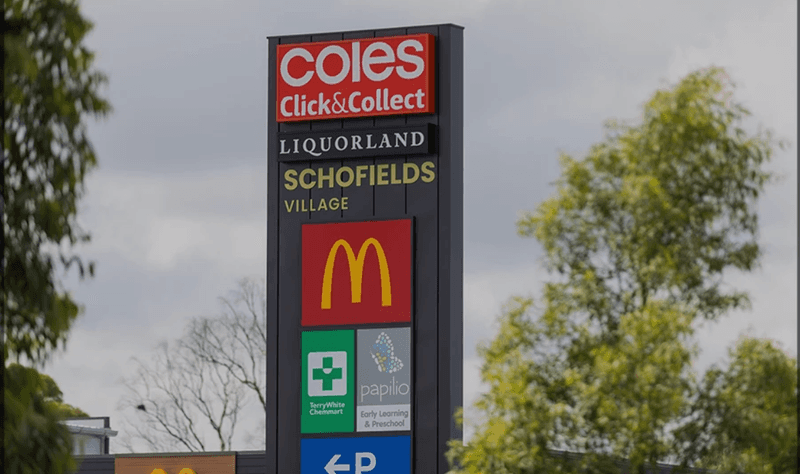 coles
Click&Collect
LIQUORLAND
SCHOFIELDS
VILLAGE
M
TerryWhite
Chemmart
papilio
Early Learning
& Preschool
←P